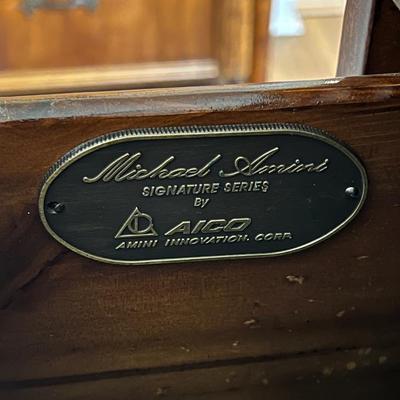 Michael Amini
SIGNATURE SERIES
By
AICO
AMINI INNOVATION. CORP.